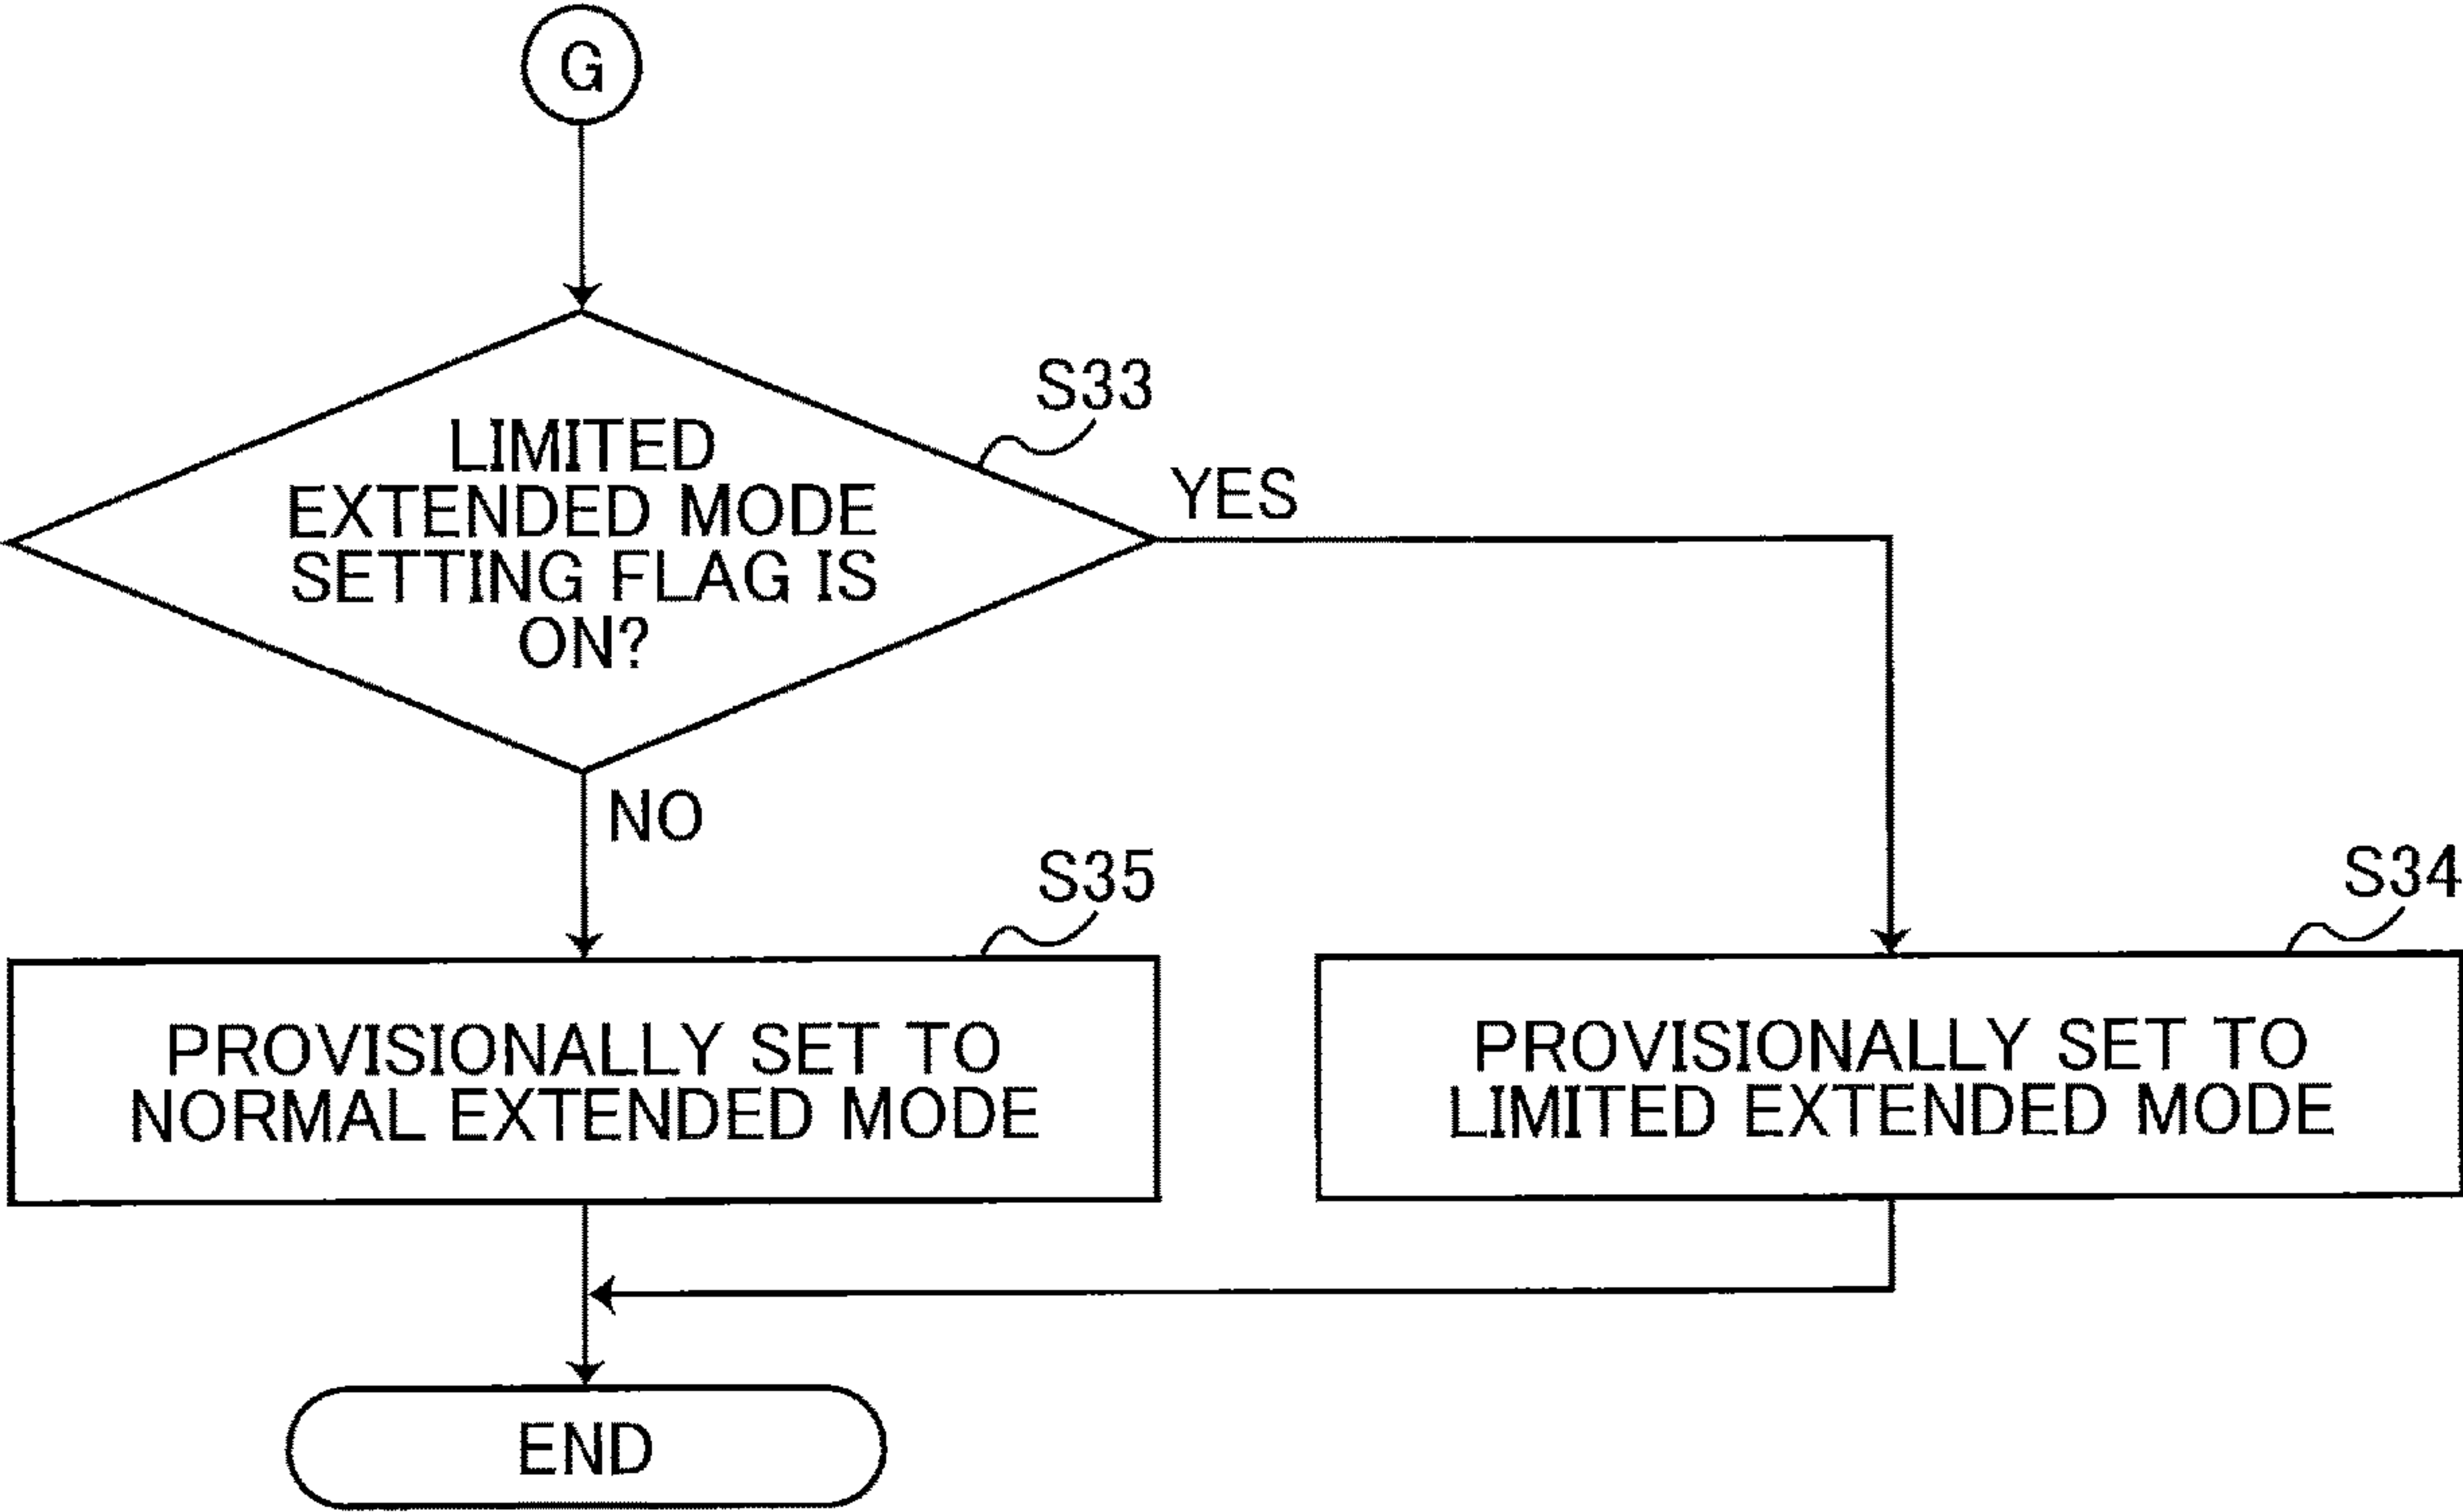 G
S33
LIMITED
EXTENDED MODE
SETTING FLAG IS
ON?
YES
NO
S35
PROVISIONALLY SET TO
NORMAL EXTENDED MODE
S34
PROVISIONALLY SET TO
LIMITED EXTENDED MODE
END